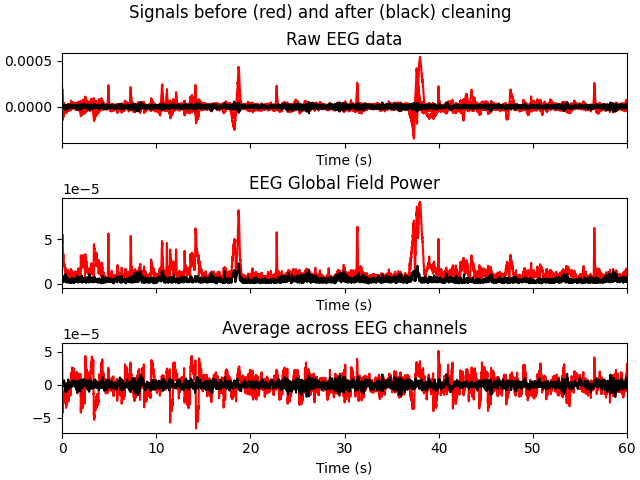 Signals before (red) and after (black) cleaning
Raw EEG data
0.0005
0.0000
Time (s)
EEG Global Field Power
1e−5
5
0
Time (s)
Average across EEG channels
1e−5
5
0
−5
0 10 20 30 40 50 60
Time (s)